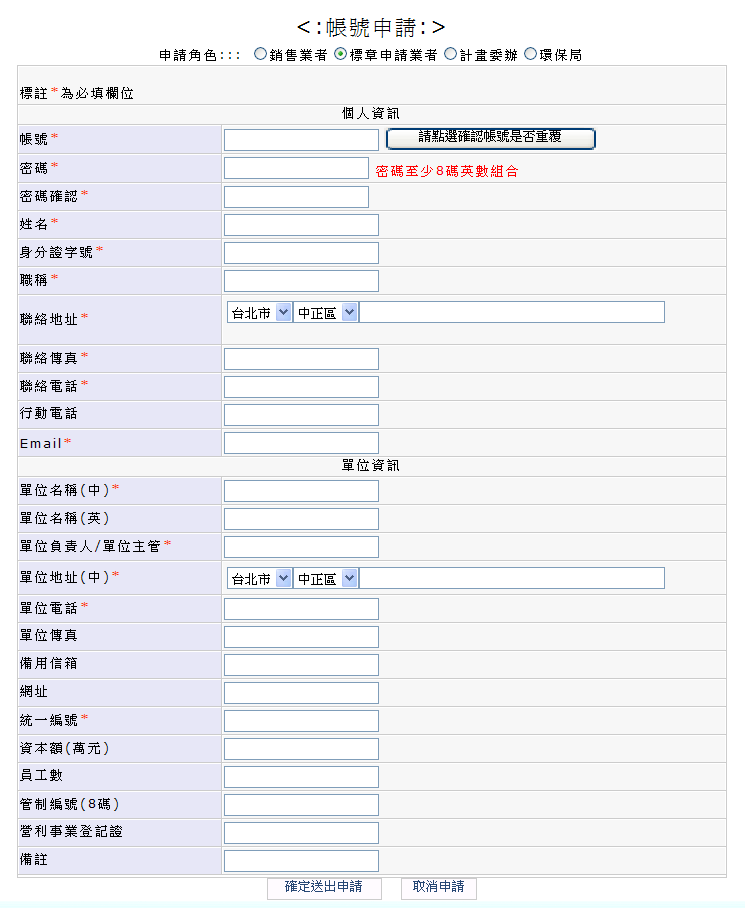 <:帳號申請:>
申請角色::: 銷售業者 標章申請業者 計畫委辦 環保局
標註*為必填欄位
個人資訊
帳號* 請點選確認帳號是否重覆
密碼* 密碼至少8碼英數組合
密碼確認*
姓名*
身分證字號*
職稱*
聯絡地址* 台北市 中正區
聯絡傳真*
聯絡電話*
行動電話
Email*
單位資訊
單位名稱(中)*
單位名稱(英)
單位負責人/單位主管*
單位地址(中)* 台北市 中正區
單位電話*
單位傳真
備用信箱
網址
統一編號*
資本額(萬元)
員工數
管制編號(8碼)
營利事業登記證
備註
確定送出申請 取消申請